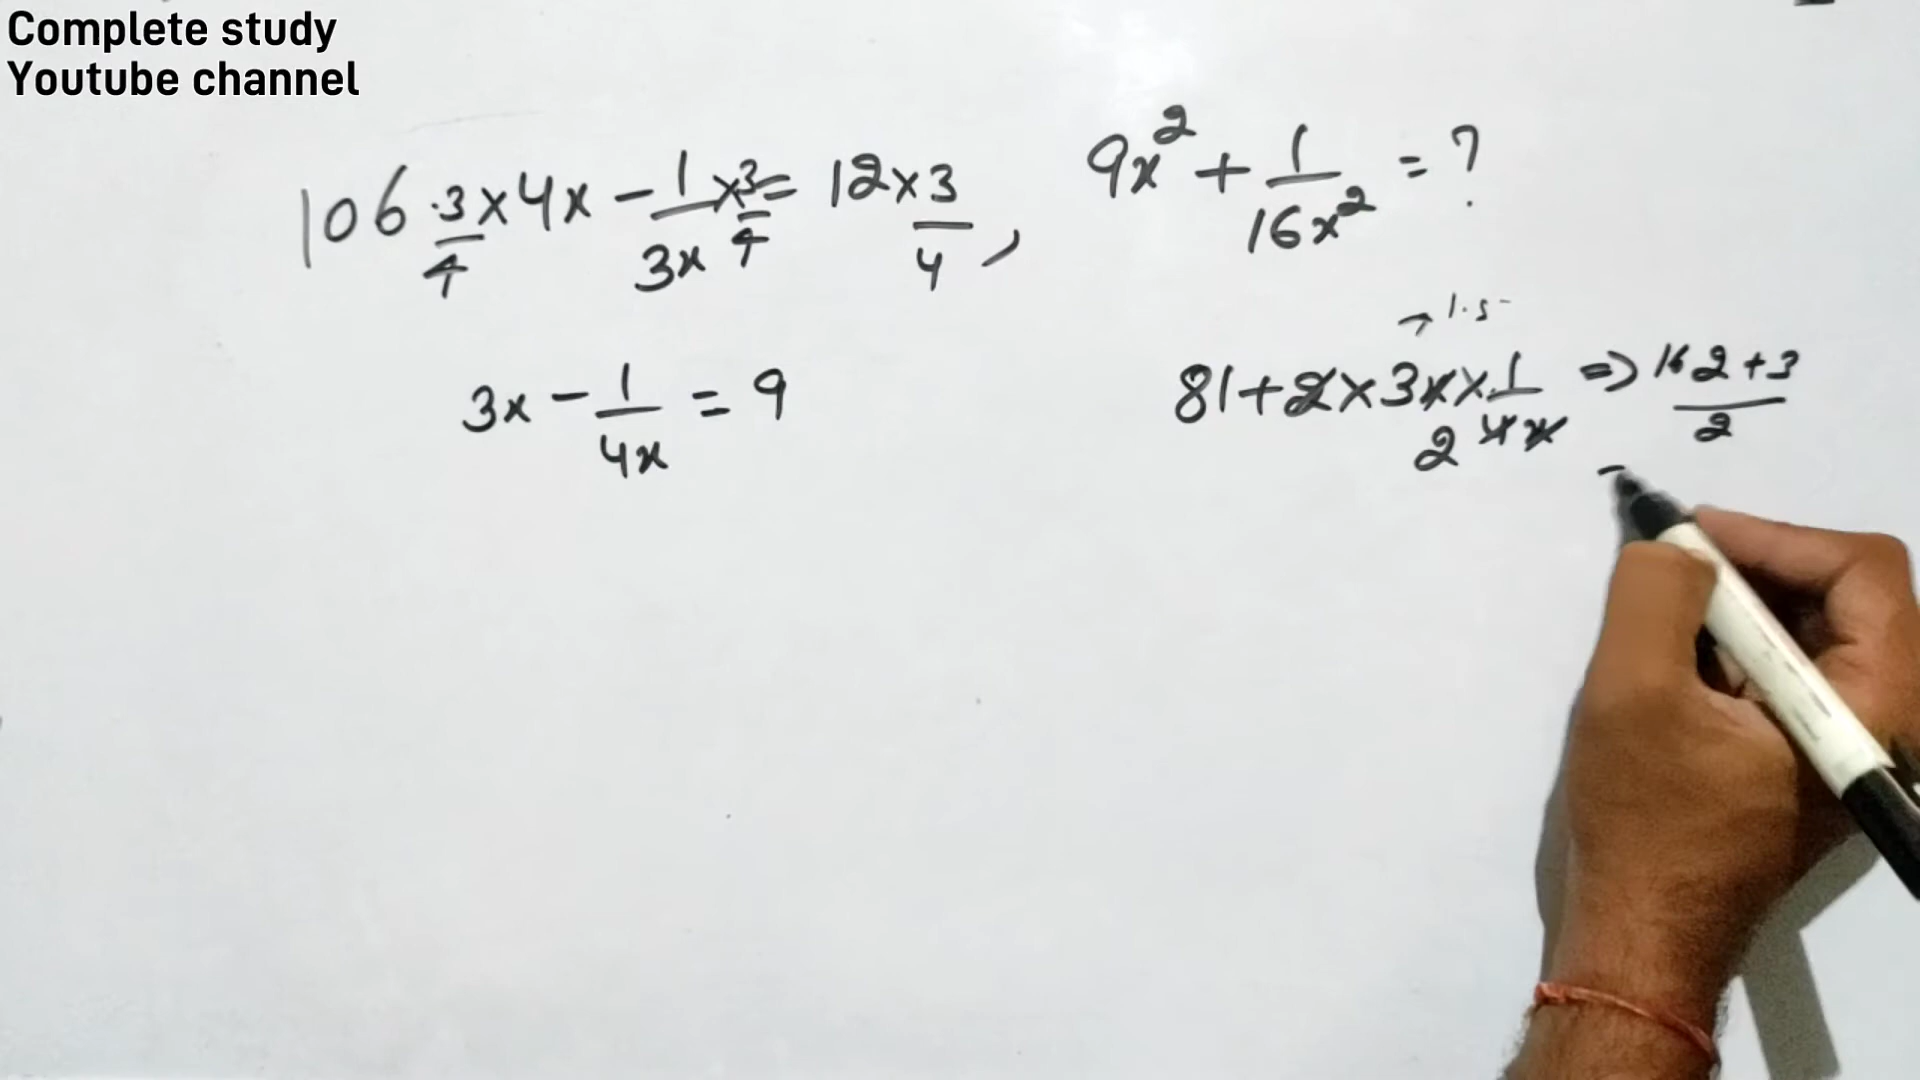 Complete study
Youtube channel
106. 3/4 × 4x - 1/3x × 3/4 = 12 × 3/4 ,
9x² + 1/16x² = ?
→ 1.5
3x - 1/4x = 9
81 + 2 × 3x × 1/4x ⇒ 162 + 3/2
2